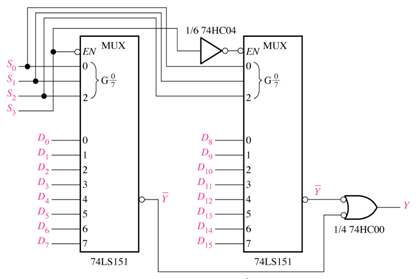 MUX
1/6 74HC04
MUX
EN
EN
S0
0
0
S1
G 0/7
G 0/7
S2
2
2
S3
D0
0
D8
0
D1
1
D9
1
D2
2
D10
2
D3
3
D11
3
D4
4
Y̅
D12
4
Y̅
Y
D5
5
D13
5
D6
6
D14
6
1/4 74HC00
D7
7
D15
7
74LS151
74LS151